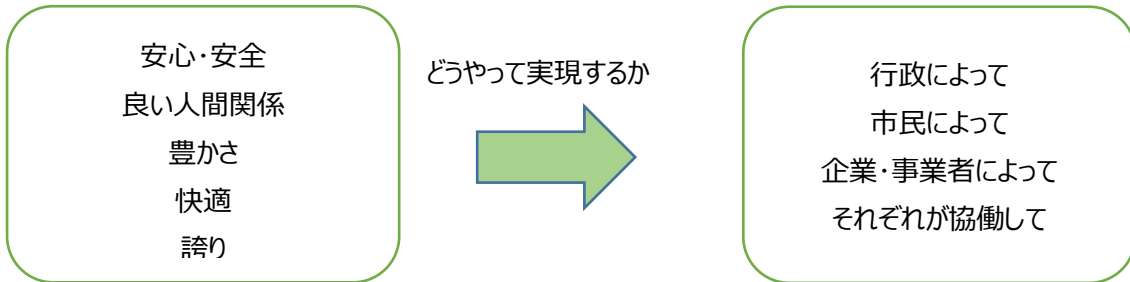 安心・安全
良い人間関係
豊かさ
快適
誇り
どうやって実現するか
行政によって
市民によって
企業・事業者によって
それぞれが協働して